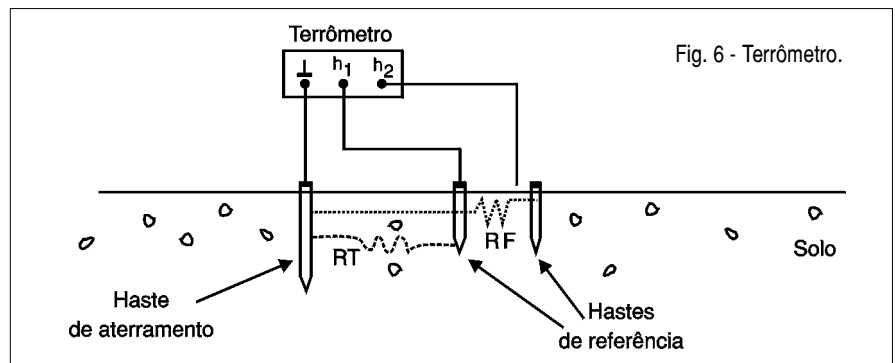 Terrômetro
h1 h2
Fig. 6 - Terrômetro.
RF
RT
Solo
Haste
de aterramento
Hastes
de referência